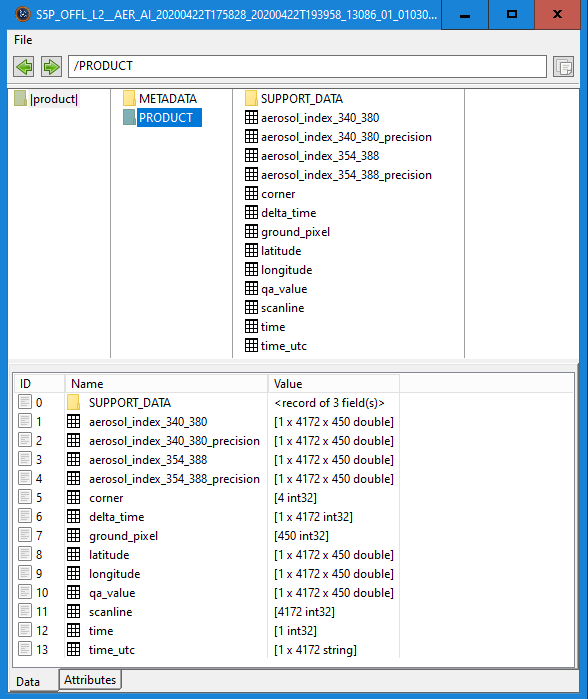 S5P_OFFL_L2__AER_AI_20200422T175828_20200422T193958_13086_01_01030...
File
/PRODUCT
|product|
METADATA
PRODUCT
SUPPORT_DATA
aerosol_index_340_380
aerosol_index_340_380_precision
aerosol_index_354_388
aerosol_index_354_388_precision
corner
delta_time
ground_pixel
latitude
longitude
qa_value
scanline
time
time_utc
ID Name Value
0 SUPPORT_DATA <record of 3 field(s)>
1 aerosol_index_340_380 [1 x 4172 x 450 double]
2 aerosol_index_340_380_precision [1 x 4172 x 450 double]
3 aerosol_index_354_388 [1 x 4172 x 450 double]
4 aerosol_index_354_388_precision [1 x 4172 x 450 double]
5 corner [4 int32]
6 delta_time [1 x 4172 int32]
7 ground_pixel [450 int32]
8 latitude [1 x 4172 x 450 double]
9 longitude [1 x 4172 x 450 double]
10 qa_value [1 x 4172 x 450 double]
11 scanline [4172 int32]
12 time [1 int32]
13 time_utc [1 x 4172 string]
Data Attributes